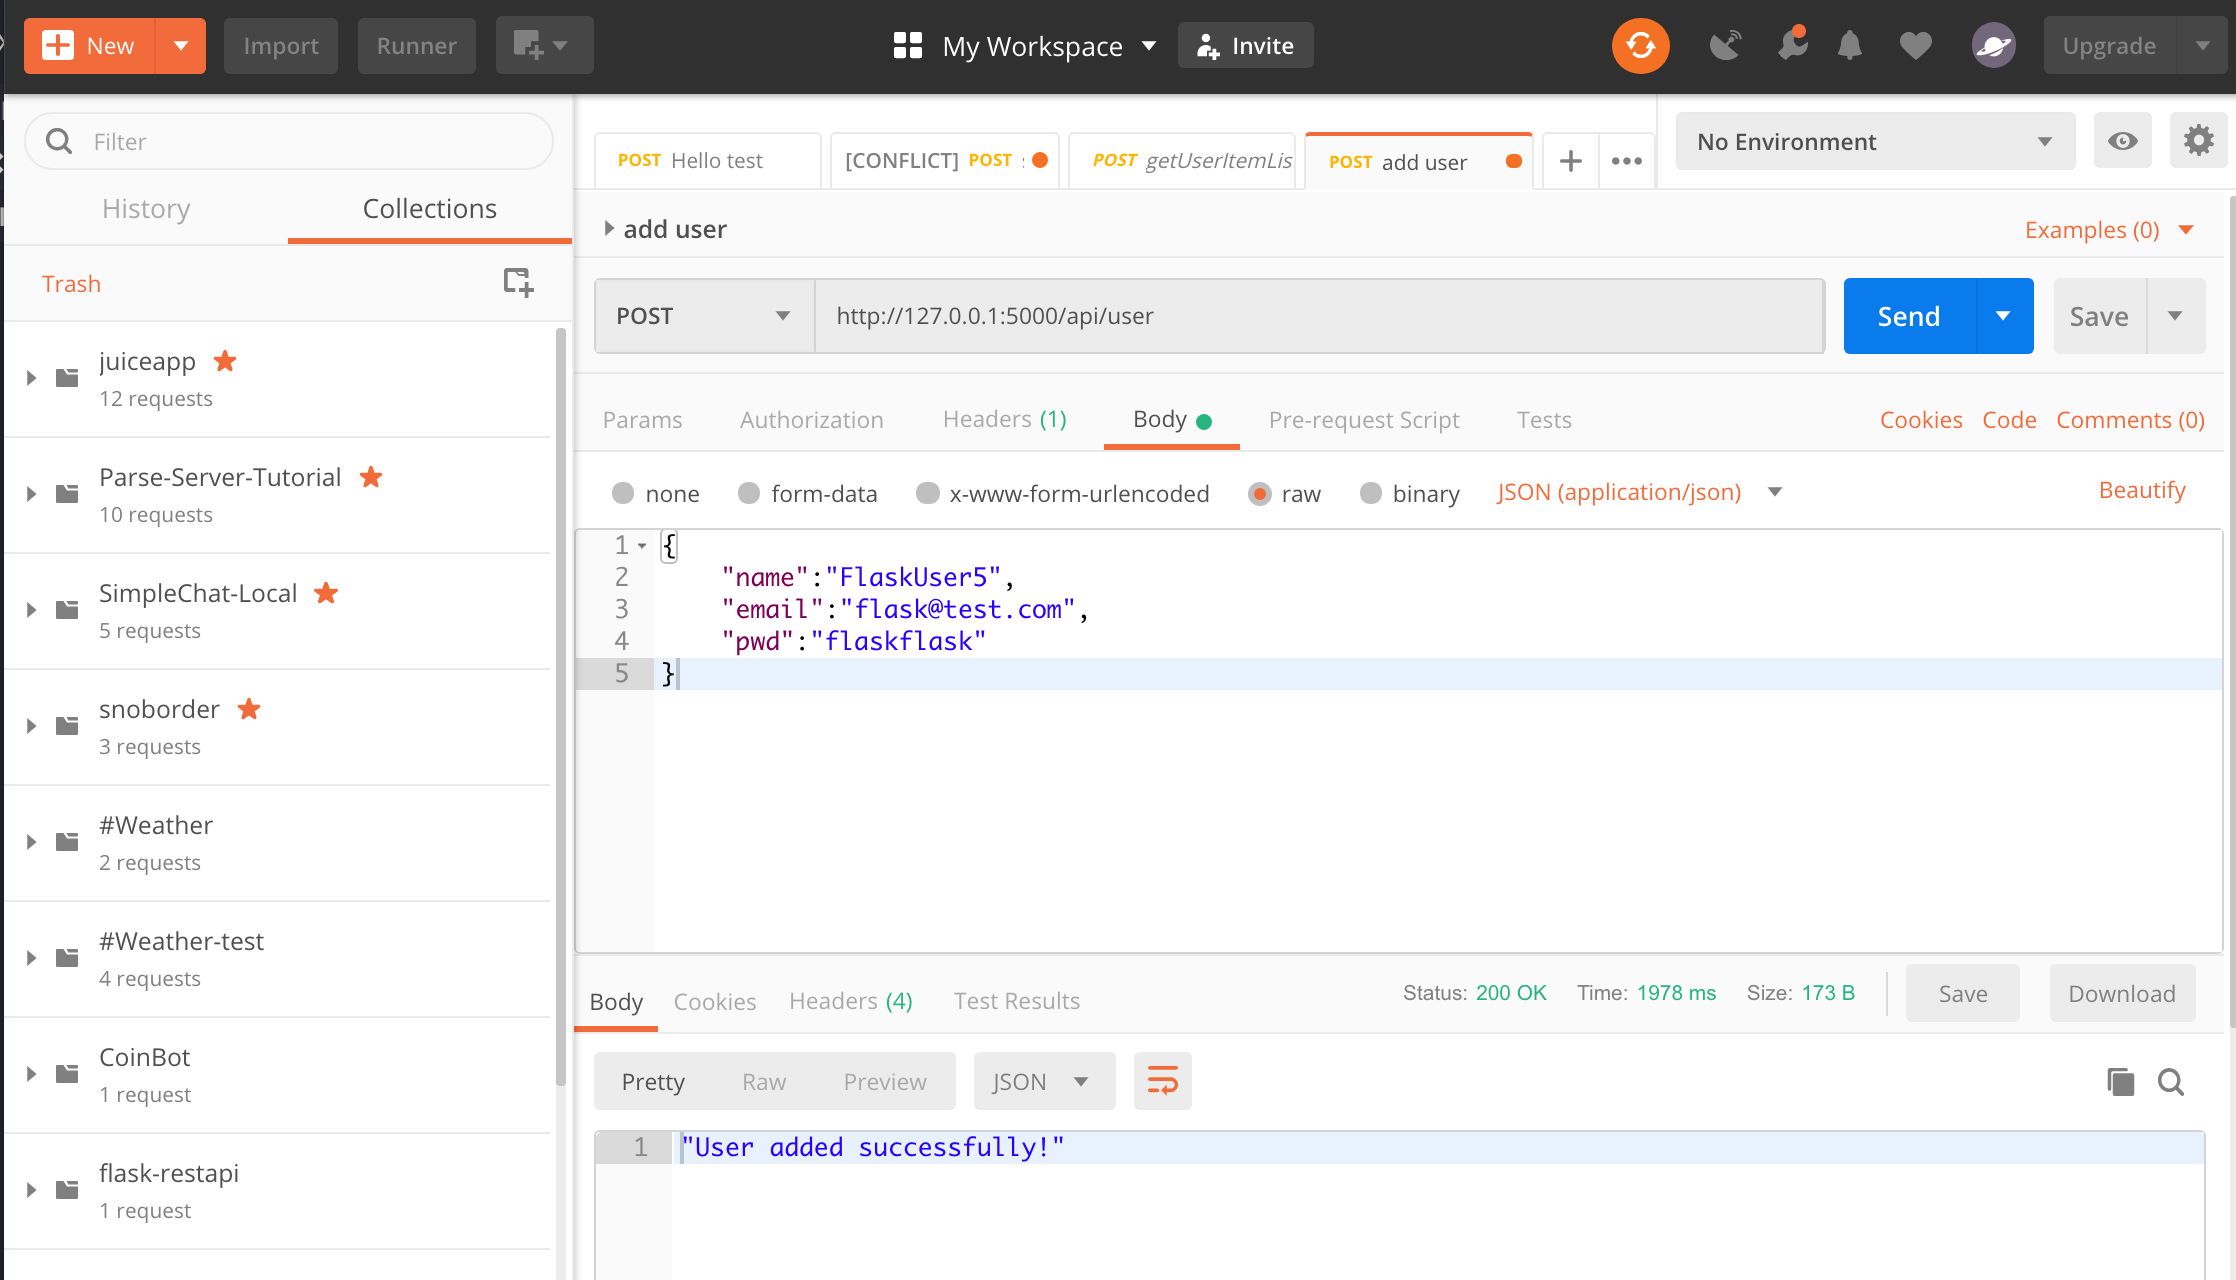 New Import Runner My Workspace Invite Upgrade
Filter
History Collections
Trash
juiceapp
12 requests
Parse-Server-Tutorial
10 requests
SimpleChat-Local
5 requests
snoborder
3 requests
#Weather
2 requests
#Weather-test
4 requests
CoinBot
1 request
flask-restapi
1 request
POST Hello test [CONFLICT] POST POST getUserItemLis POST add user No Environment
add user Examples (0)
POST http://127.0.0.1:5000/api/user Send Save
Params Authorization Headers (1) Body Pre-request Script Tests Cookies Code Comments (0)
none form-data x-www-form-urlencoded raw binary JSON (application/json) Beautify
1 {
2 "name":"FlaskUser5",
3 "email":"flask@test.com",
4 "pwd":"flaskflask"
5 }
Body Cookies Headers (4) Test Results Status: 200 OK Time: 1978 ms Size: 173 B Save Download
Pretty Raw Preview JSON
1 "User added successfully!"